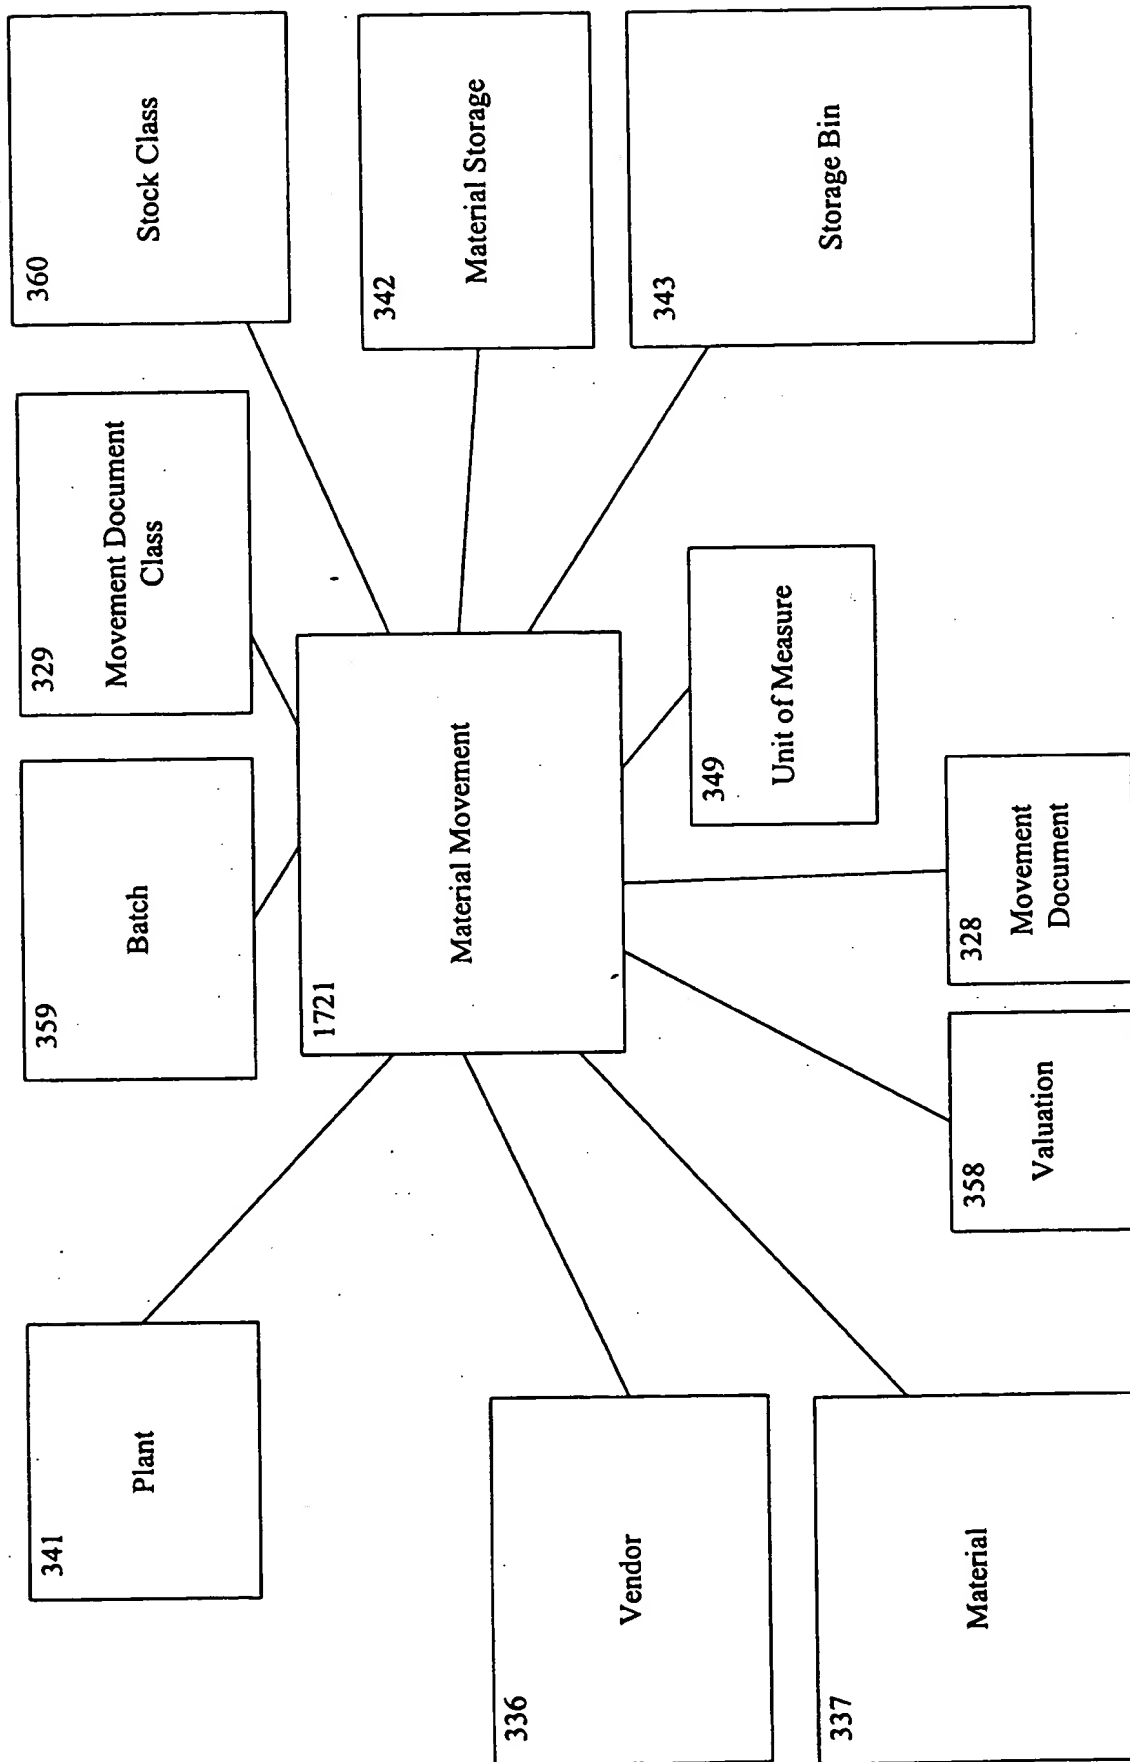 341
Plant
359
Batch
329
Movement Document
Class
360
Stock Class
336
Vendor
1721
Material Movement
342
Material Storage
337
Material
358
Valuation
328
Movement
Document
349
Unit of Measure
343
Storage Bin